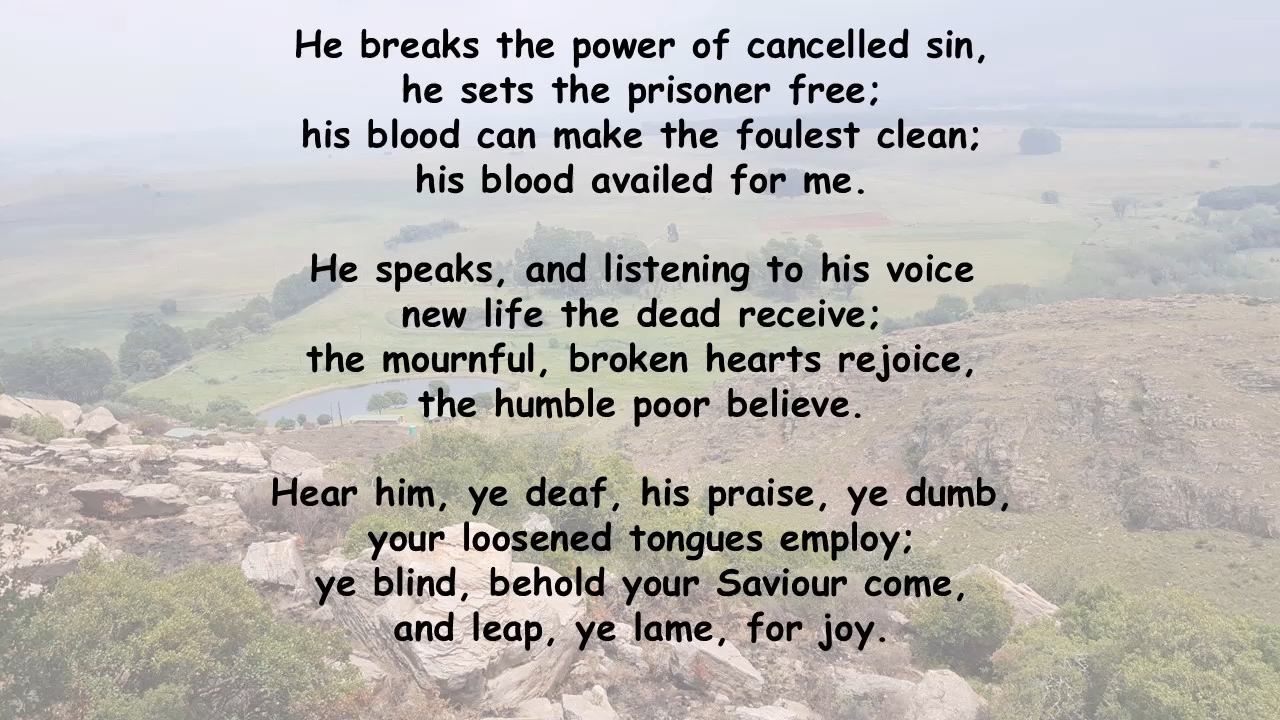 He breaks the power of cancelled sin,
he sets the prisoner free;
his blood can make the foulest clean;
his blood availed for me.
He speaks, and listening to his voice
new life the dead receive;
the mournful, broken hearts rejoice,
the humble poor believe.
Hear him, ye deaf, his praise, ye dumb,
your loosened tongues employ;
ye blind, behold your Saviour come,
and leap, ye lame, for joy.